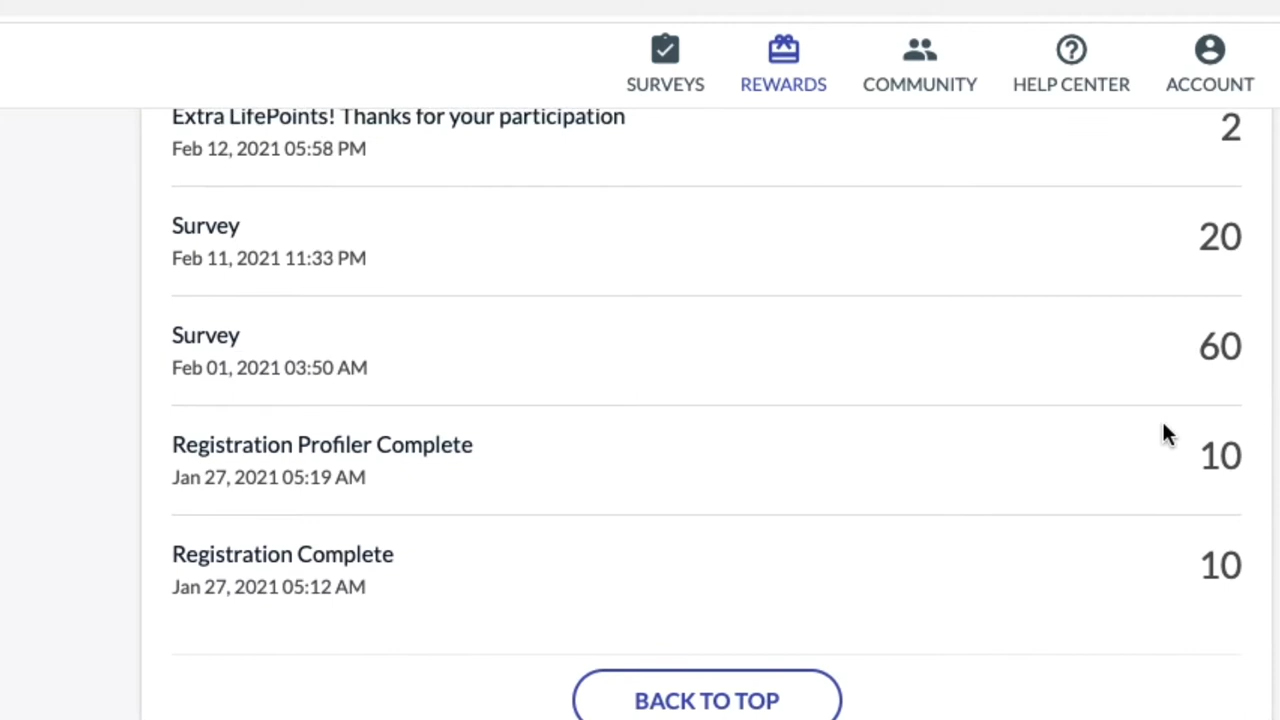 SURVEYS REWARDS COMMUNITY HELP CENTER ACCOUNT
Extra LifePoints! Thanks for your participation
2
Feb 12, 2021 05:58 PM
Survey
20
Feb 11, 2021 11:33 PM
Survey
60
Feb 01, 2021 03:50 AM
Registration Profiler Complete
10
Jan 27, 2021 05:19 AM
Registration Complete
10
Jan 27, 2021 05:12 AM
BACK TO TOP